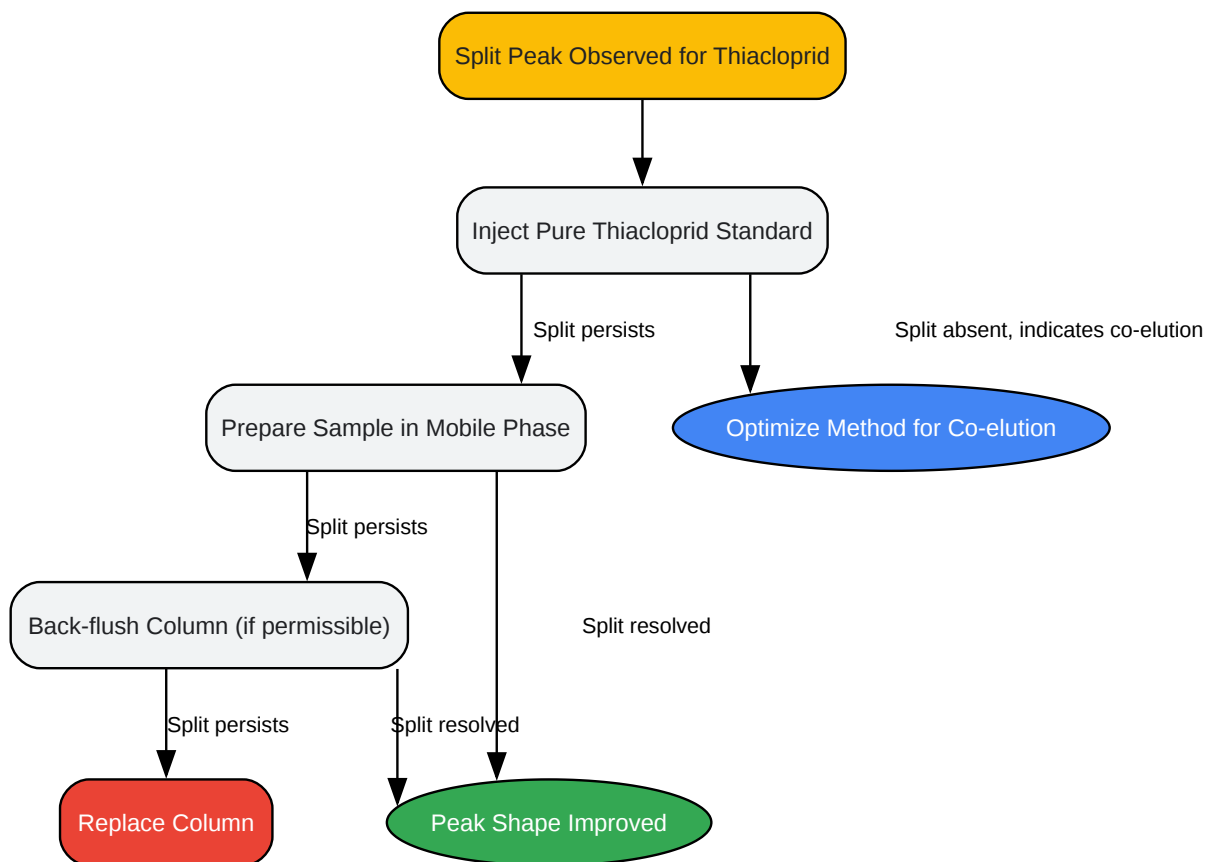 Split Peak Observed for Thiacloprid
Inject Pure Thiacloprid Standard
Split persists
Split absent, indicates co-elution
Prepare Sample in Mobile Phase
Optimize Method for Co-elution
Split persists
Back-flush Column (if permissible)
Split resolved
Split persists
Split resolved
Replace Column
Peak Shape Improved